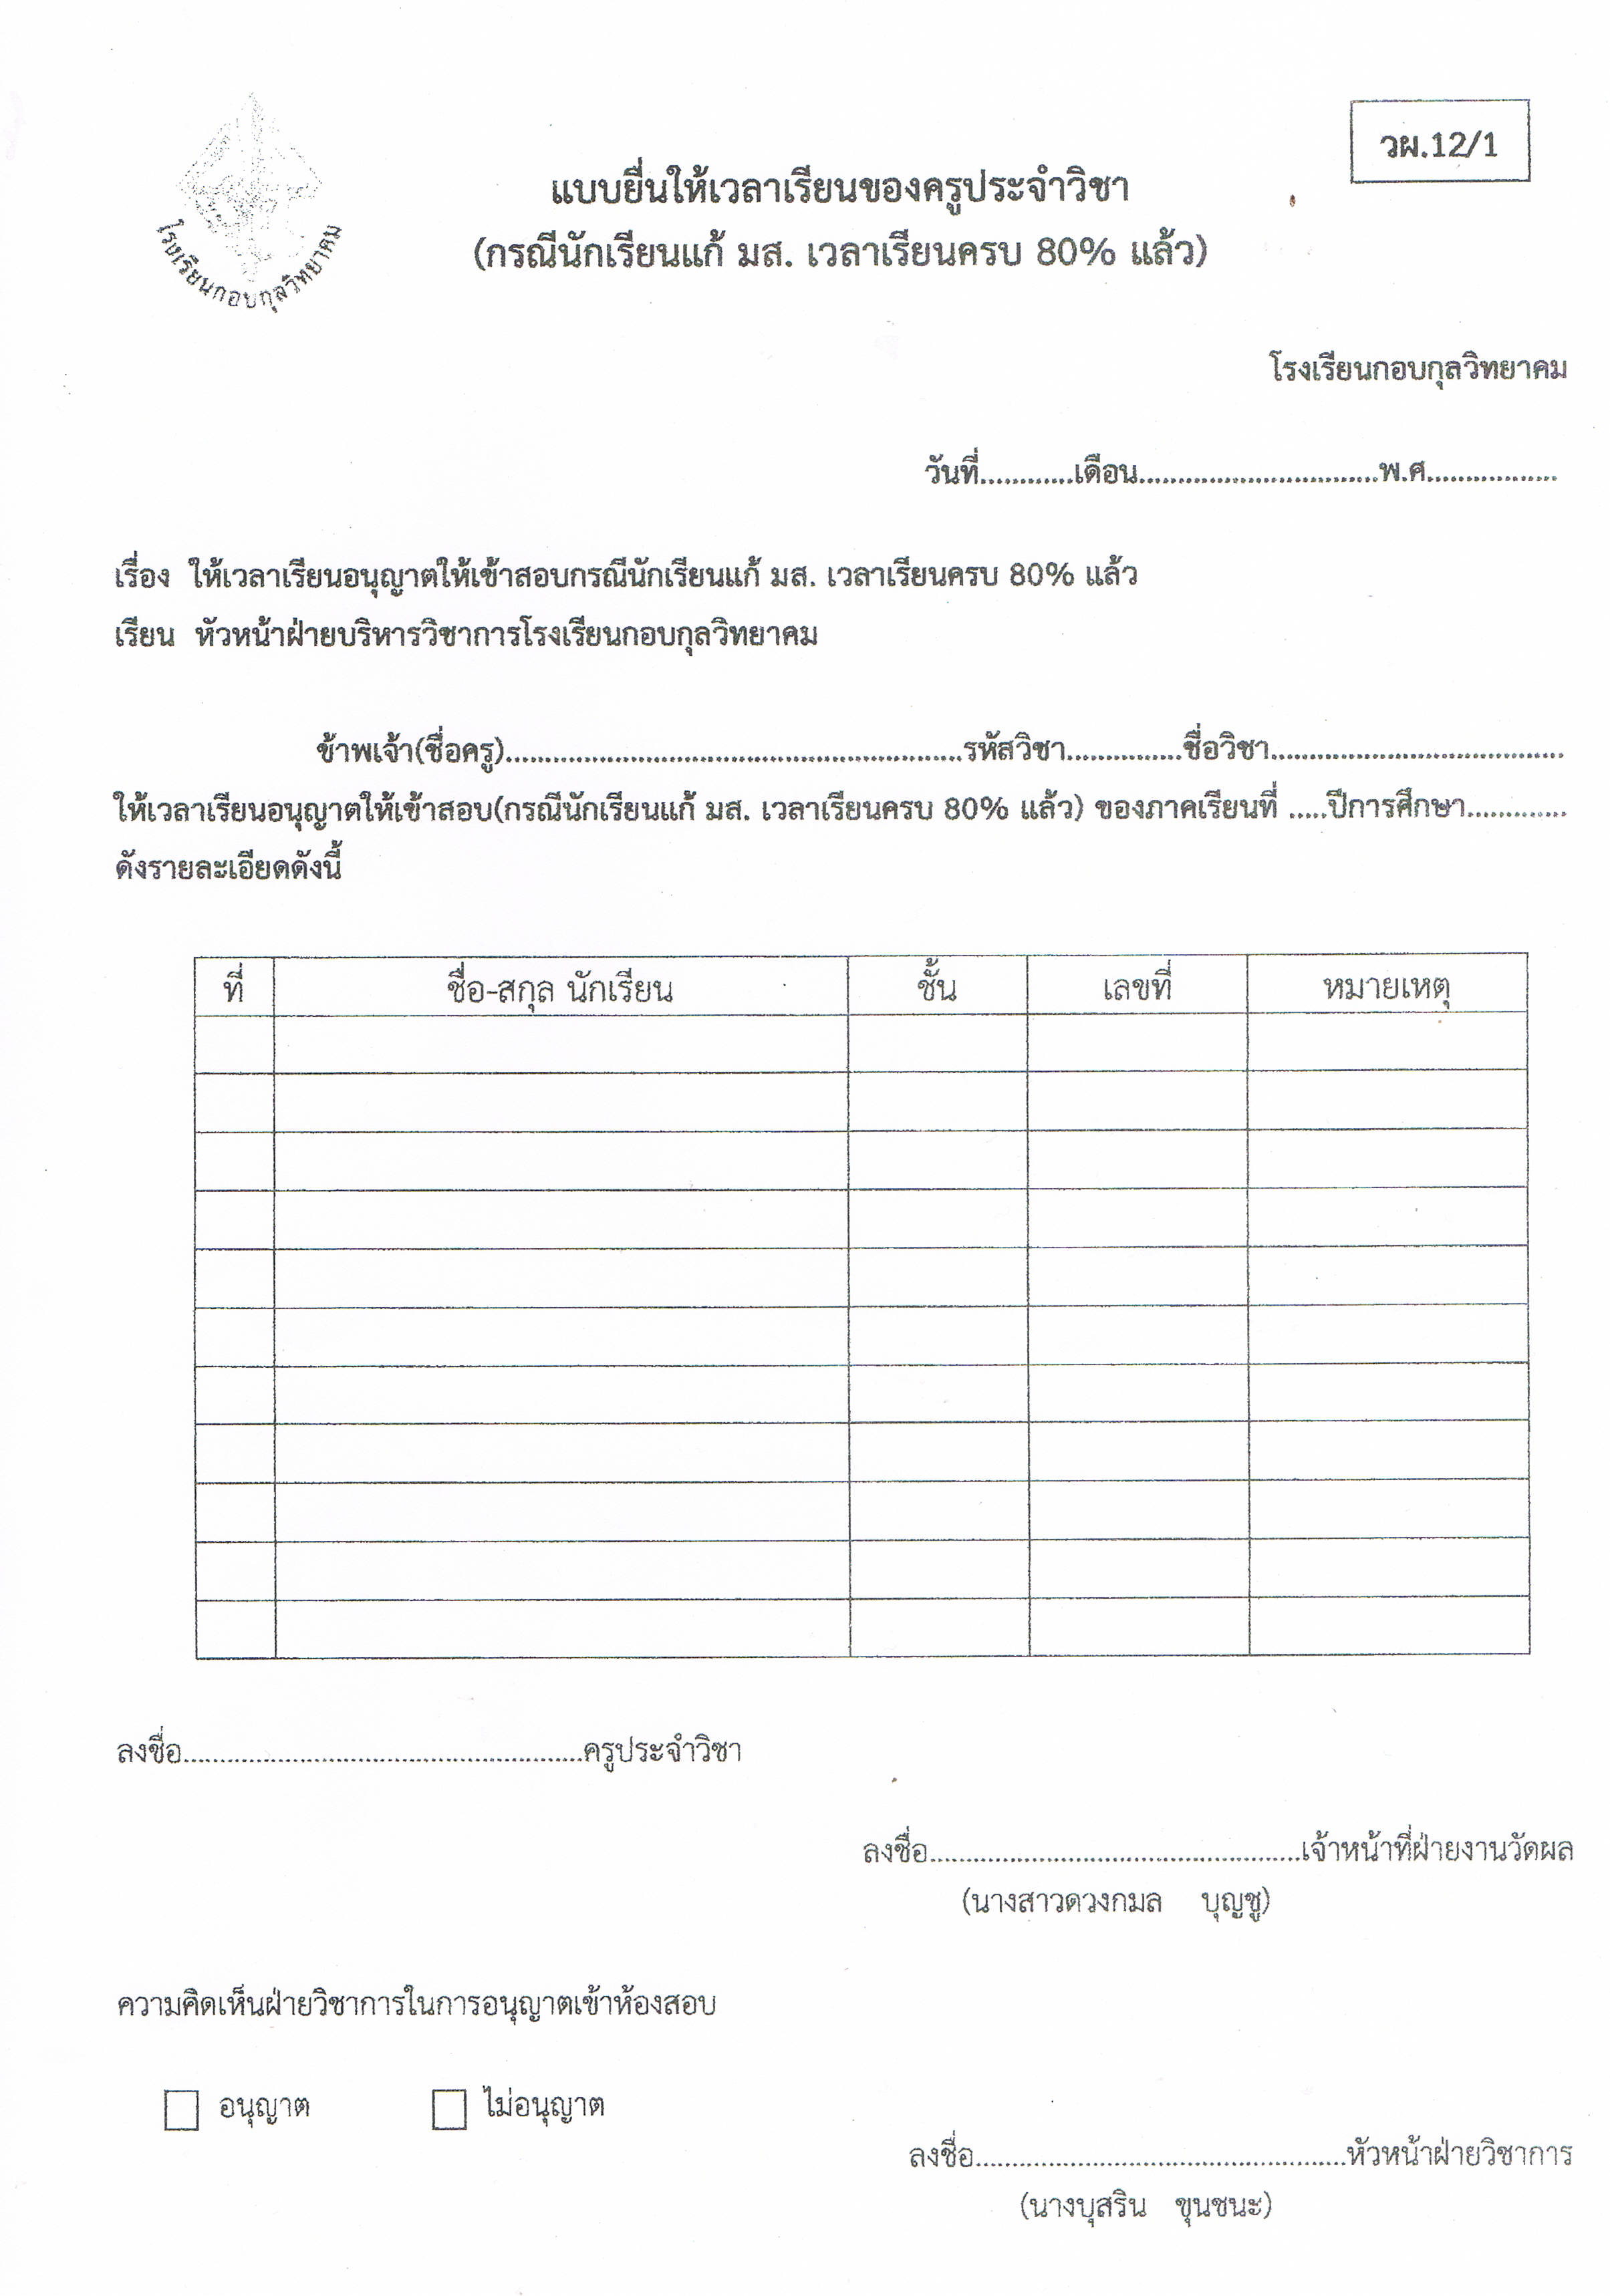 วผ.12/1
แบบยื่นให้เวลาเรียนของครูประจำวิชา
(กรณีนักเรียนแก้ มส. เวลาเรียนครบ 80% แล้ว)
โรงเรียนกอบกุลวิทยาคม
โรงเรียนกอบกุลวิทยาคม
วันที่............เดือน...............................พ.ศ.................
เรื่อง ให้เวลาเรียนอนุญาตให้เข้าสอบกรณีนักเรียนแก้ มส. เวลาเรียนครบ 80% แล้ว
เรียน หัวหน้าฝ่ายบริหารวิชาการโรงเรียนกอบกุลวิทยาคม
ข้าพเจ้า(ชื่อครู)............................................................รหัสวิชา...............ชื่อวิชา......................................
ให้เวลาเรียนอนุญาตให้เข้าสอบ(กรณีนักเรียนแก้ มส. เวลาเรียนครบ 80% แล้ว) ของภาคเรียนที่ .....ปีการศึกษา.............
ดังรายละเอียดดังนี้
ที่ ชื่อ-สกุล นักเรียน ชั้น เลขที่ หมายเหตุ
ลงชื่อ.......................................................ครูประจำวิชา
ลงชื่อ...................................................เจ้าหน้าที่ฝ่ายงานวัดผล
(นางสาวดวงกมล บุญชู)
ความคิดเห็นฝ่ายวิชาการในการอนุญาตเข้าห้องสอบ
อนุญาต ไม่อนุญาต
ลงชื่อ...................................................หัวหน้าฝ่ายวิชาการ
(นางบุสริน ขุนชนะ)